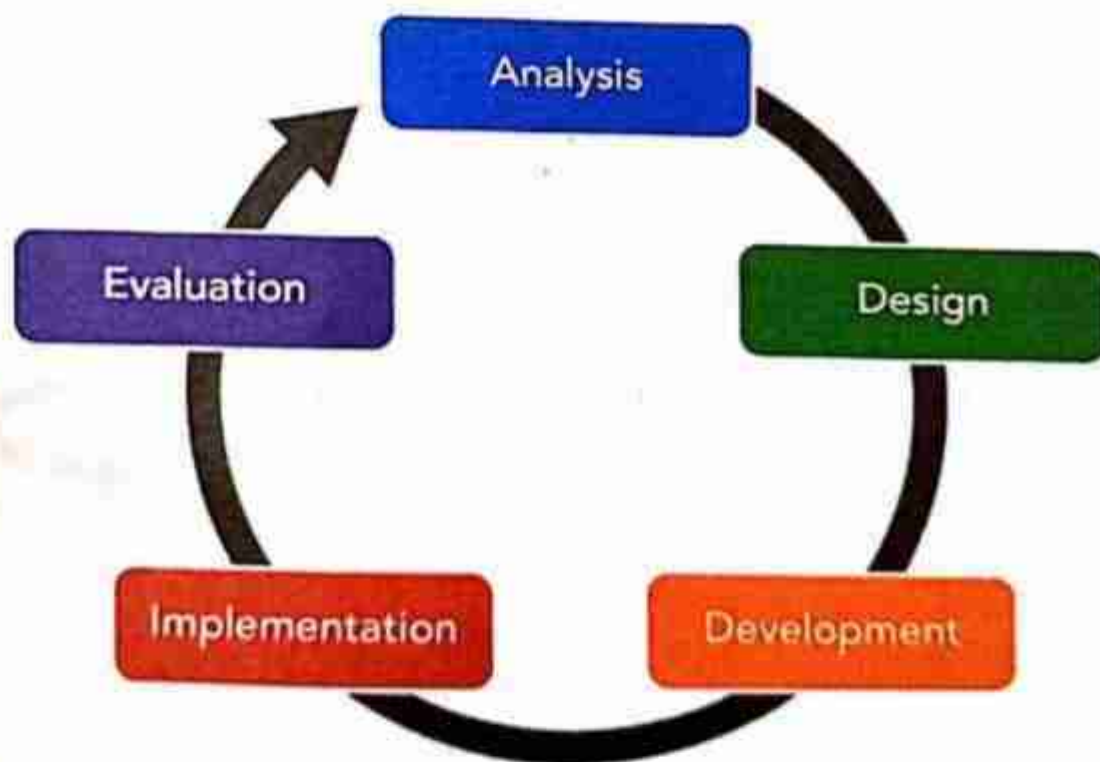 Analysis
Design
Development
Implementation
Evaluation